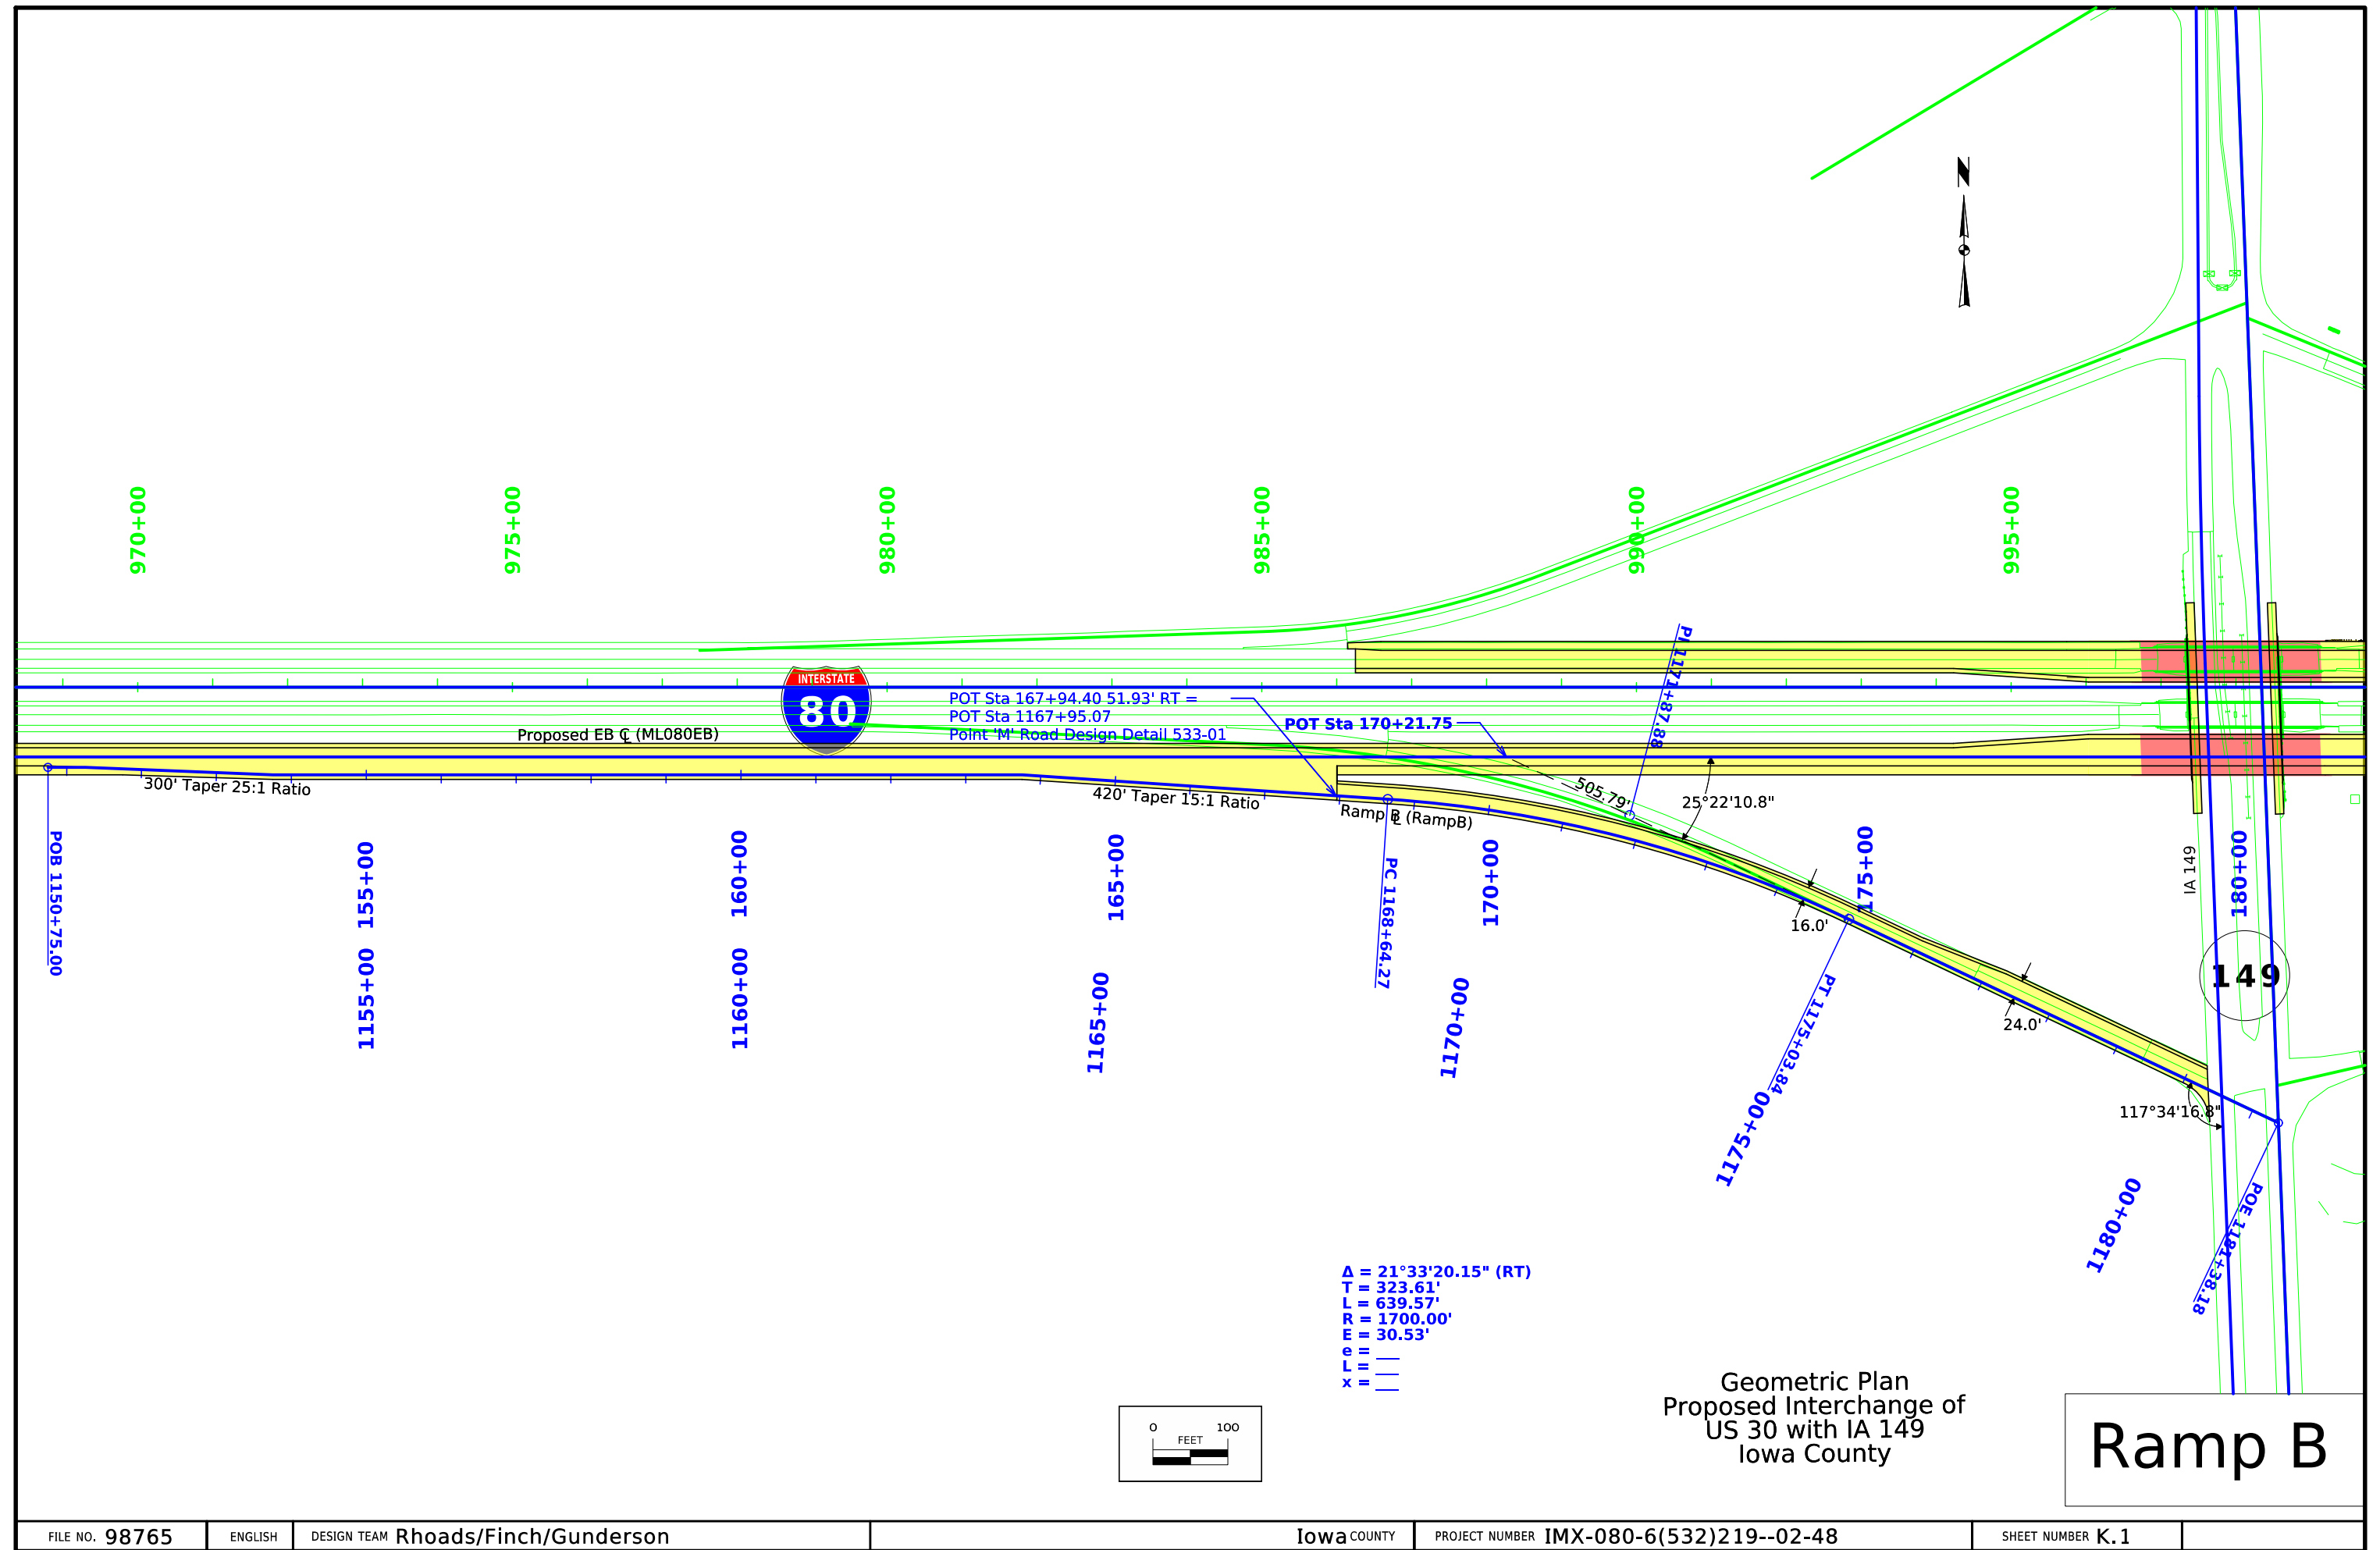 N
970+00
975+00
980+00
985+00
990+00
995+00
INTERSTATE
80
POT Sta 167+94.40 51.93' RT =
POT Sta 1167+95.07
Point 'M' Road Design Detail 533-01
POT Sta 170+21.75
PI 1171+87.88
Proposed EB ℄ (ML080EB)
300' Taper 25:1 Ratio
420' Taper 15:1 Ratio
Ramp B ℄ (RampB)
505.79'
25°22'10.8"
POB 1150+75.00
155+00
160+00
165+00
170+00
175+00
180+00
IA 149
149
PC 1168+64.27
16.0'
24.0'
117°34'16.8"
1155+00
1160+00
1165+00
1170+00
1175+00
1180+00
PT 1175+03.84
POE 1181+38.18
Δ = 21°33'20.15" (RT)
T = 323.61'
L = 639.57'
R = 1700.00'
E = 30.53'
e = ___
L = ___
x = ___
0 100
FEET
Geometric Plan
Proposed Interchange of
US 30 with IA 149
Iowa County
Ramp B
FILE NO. 98765 ENGLISH DESIGN TEAM Rhoads/Finch/Gunderson Iowa COUNTY PROJECT NUMBER IMX-080-6(532)219--02-48 SHEET NUMBER K.1